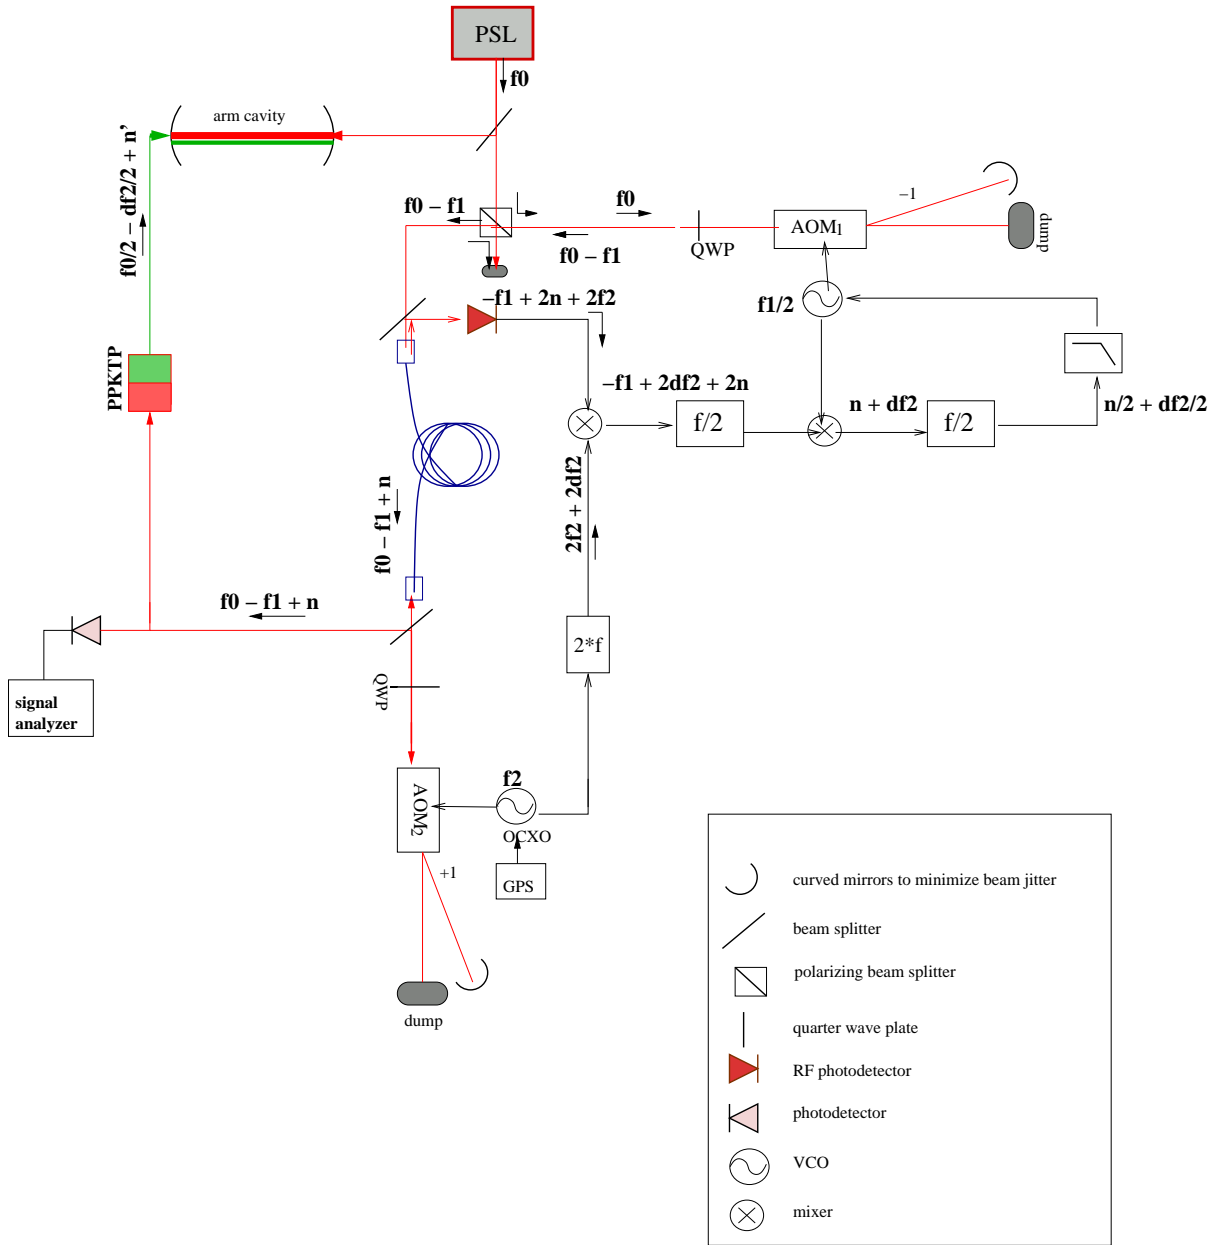 PSL
f0
arm cavity
f0/2 − df2/2 + n’
f0 − f1
f0
−1
AOM1
dump
QWP
f0 − f1
−f1 + 2n + 2f2
f1/2
PPKTP
−f1 + 2df2 + 2n
n + df2
n/2 + df2/2
f/2
f/2
2f2 + 2df2
f0 − f1 + n
f0 − f1 + n
2*f
QWP
signal
analyzer
f2
AOM2
OCXO
+1
GPS
dump
curved mirrors to minimize beam jitter
beam splitter
polarizing beam splitter
quarter wave plate
RF photodetector
photodetector
VCO
mixer